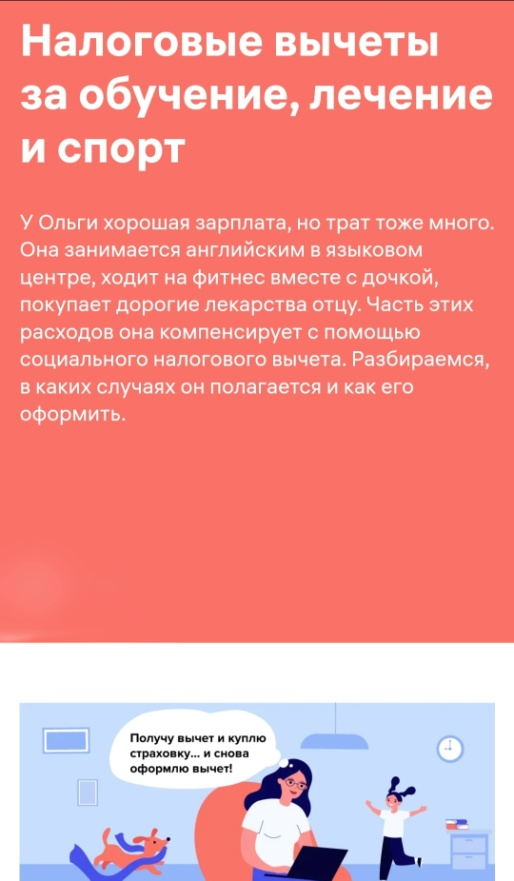 Налоговые вычеты
за обучение, лечение
и спорт
У Ольги хорошая зарплата, но трат тоже много.
Она занимается английским в языковом
центре, ходит на фитнес вместе с дочкой,
покупает дорогие лекарства отцу. Часть этих
расходов она компенсирует с помощью
социального налогового вычета. Разбираемся,
в каких случаях он полагается и как его
оформить.
Получу вычет и куплю
страховку... и снова
оформлю вычет!